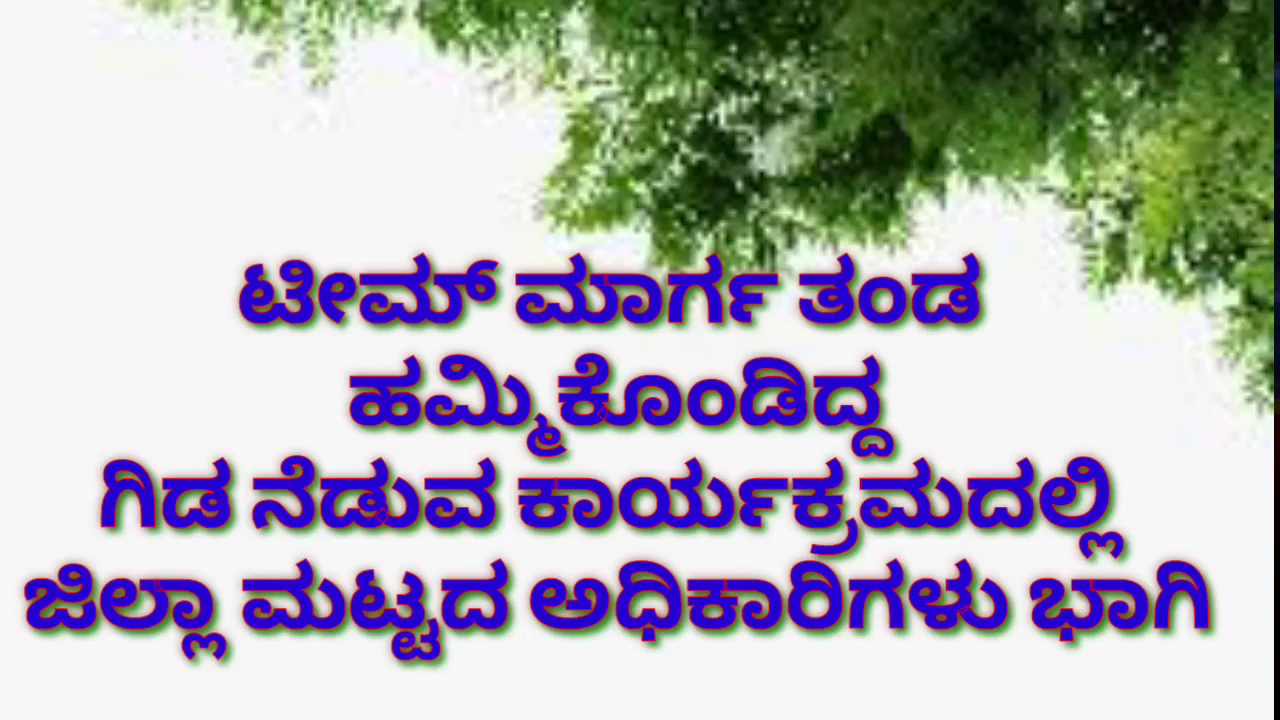 ಟೀಮ್ ಮಾರ್ಗ ತಂಡ
ಹಮ್ಮಿಕೊಂಡಿದ್ದ
ಗಿಡ ನೆಡುವ ಕಾರ್ಯಕ್ರಮದಲ್ಲಿ
ಜಿಲ್ಲಾ ಮಟ್ಟದ ಅಧಿಕಾರಿಗಳು ಭಾಗಿ